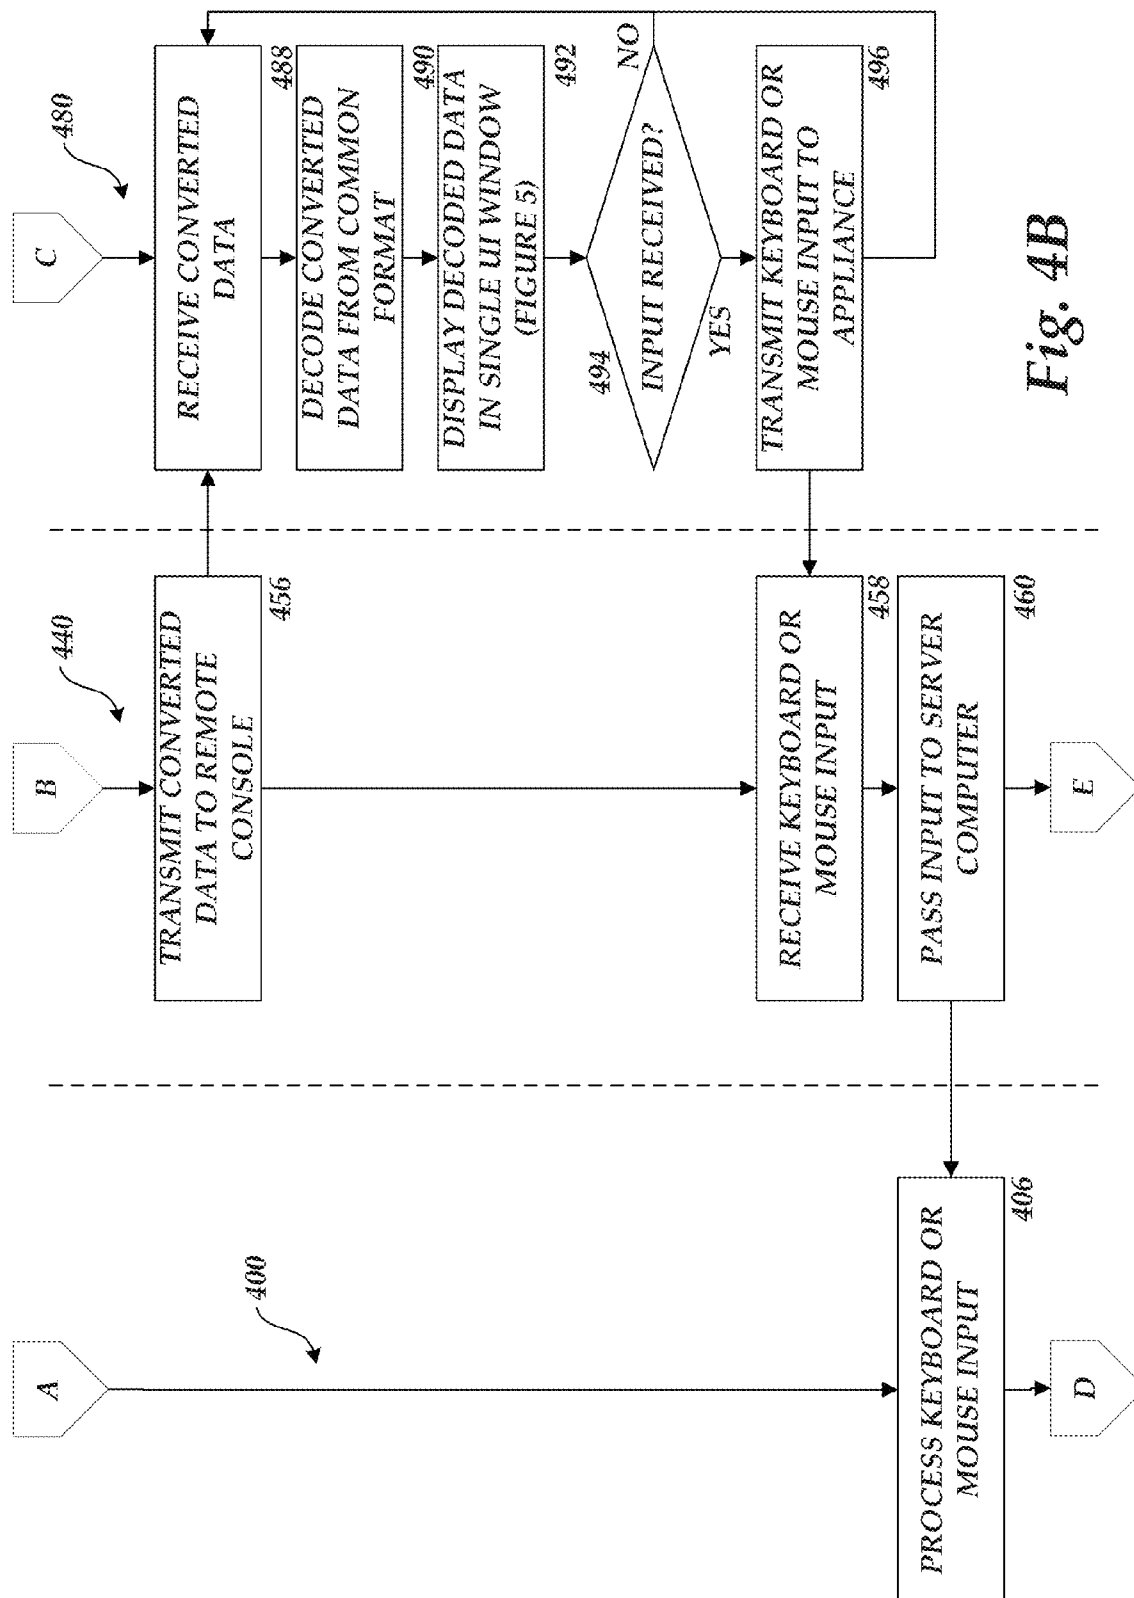 A
400
PROCESS KEYBOARD OR
MOUSE INPUT
406
D
B
440
TRANSMIT CONVERTED
DATA TO REMOTE
CONSOLE
456
RECEIVE KEYBOARD OR
MOUSE INPUT
458
PASS INPUT TO SERVER
COMPUTER
460
E
C
480
RECEIVE CONVERTED
DATA
488
DECODE CONVERTED
DATA FROM COMMON
FORMAT
490
DISPLAY DECODED DATA
IN SINGLE UI WINDOW
(FIGURE 5)
492
494
INPUT RECEIVED?
NO
YES
TRANSMIT KEYBOARD OR
MOUSE INPUT TO
APPLIANCE
496
Fig. 4B